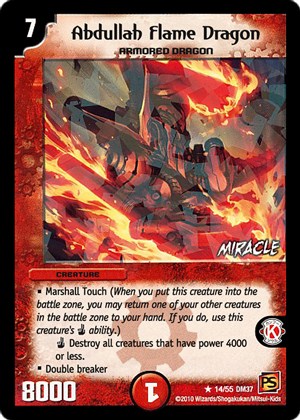 7
Abdullah Flame Dragon
ARMORED DRAGON
MIRACLE
CREATURE
■ Marshall Touch (When you put this creature into the
battle zone, you may return one of your other creatures
in the battle zone to your hand. If you do, use this
creature's ability.)
Destroy all creatures that have power 4000
or less.
■ Double breaker
K
8000
1
★ 14/55 DM37
©2010 Wizards/Shogakukan/Mitsui-Kids
PS